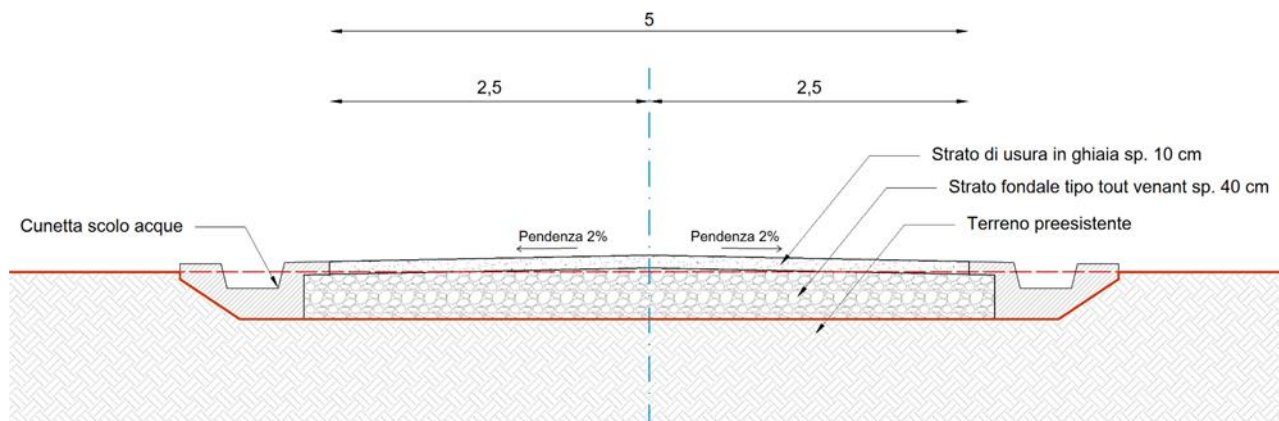 5
2,5 2,5
Strato di usura in ghiaia sp. 10 cm
Strato fondale tipo tout venant sp. 40 cm
Cunetta scolo acque
Terreno preesistente
Pendenza 2% Pendenza 2%